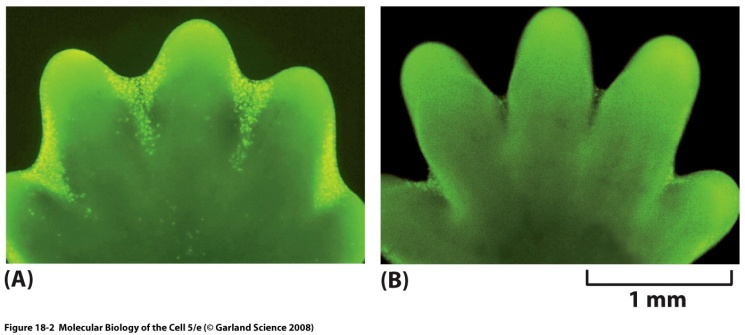 (A)
(B)
1 mm
Figure 18-2 Molecular Biology of the Cell 5/e (© Garland Science 2008)